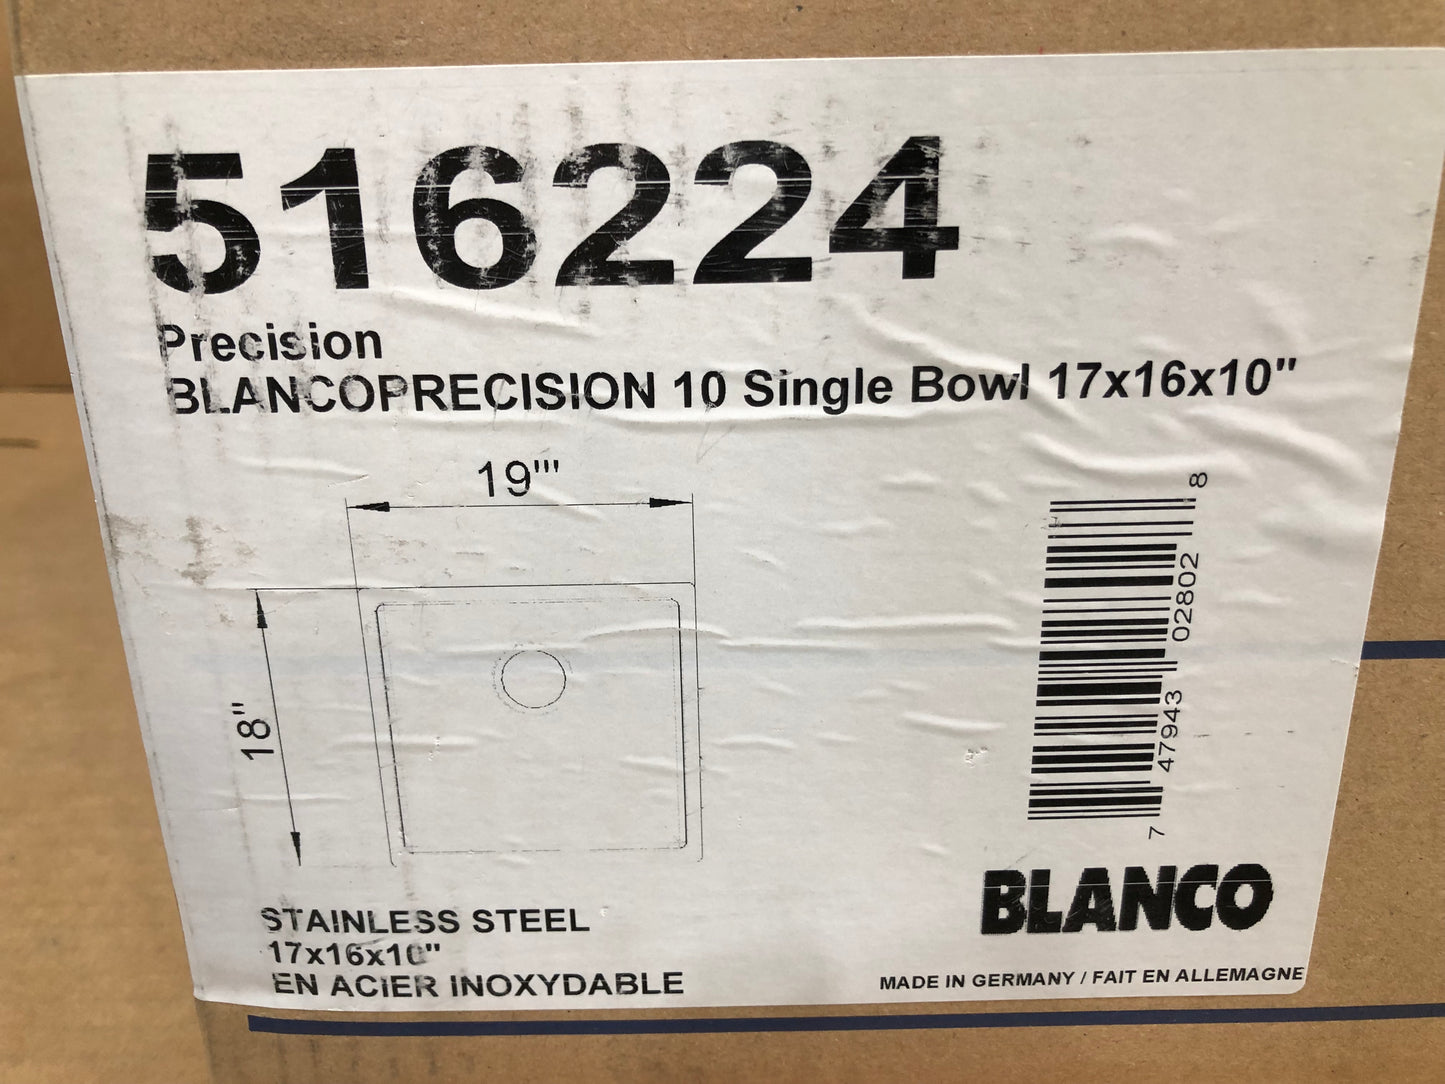 516224
Precision
BLANCOPRECISION 10 Single Bowl 17x16x10"
19'"
18"
7 47943 02802 8
STAINLESS STEEL
17x16x10"
EN ACIER INOXYDABLE
BLANCO
MADE IN GERMANY / FAIT EN ALLEMAGNE